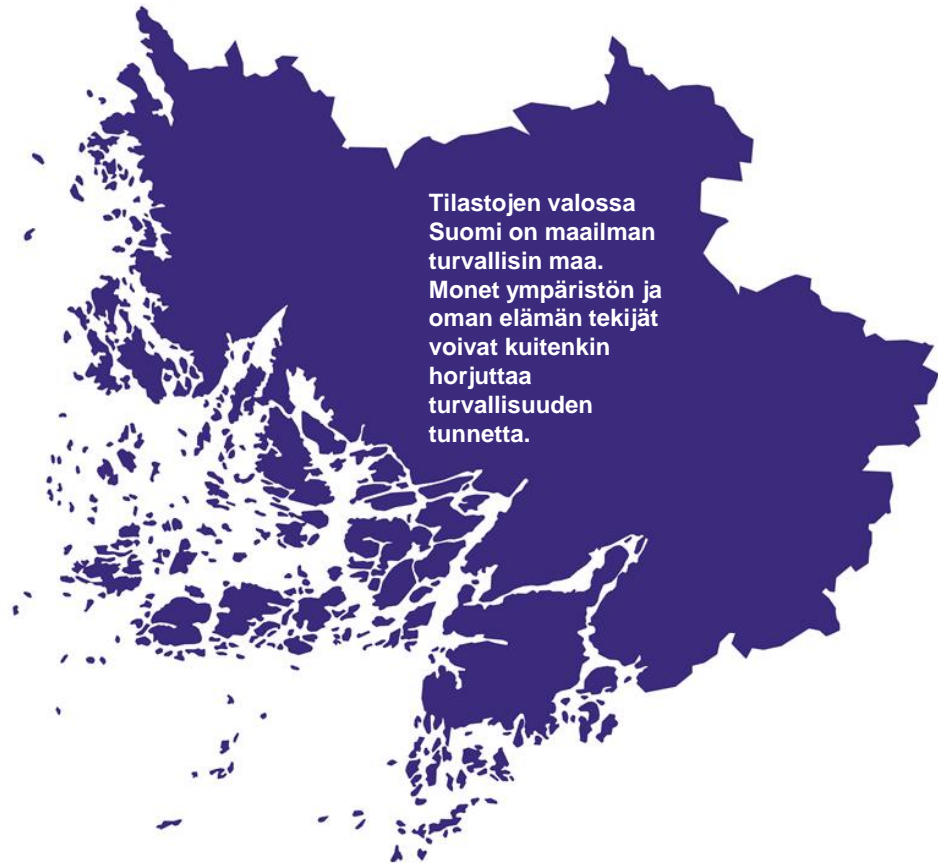 Tilastojen valossa
Suomi on maailman
turvallisin maa.
Monet ympäristön ja
oman elämän tekijät
voivat kuitenkin
horjuttaa
turvallisuuden
tunnetta.